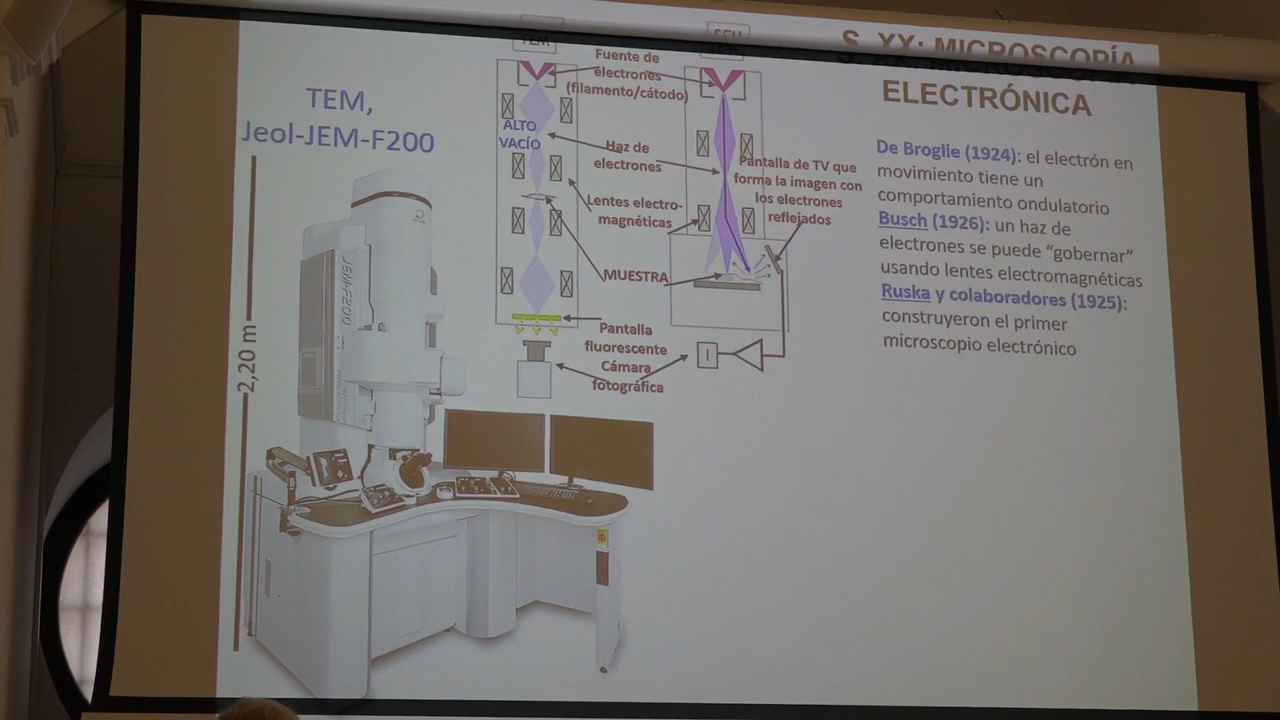 S. XX: MICROSCOPÍA
ELECTRÓNICA
TEM,
Jeol-JEM-F200
2,20 m
TEM
Fuente de
electrones
(filamento/cátodo)
ALTO
VACÍO
Haz de
electrones
Lentes electro-
magnéticas
MUESTRA
Pantalla
fluorescente
Cámara
fotográfica
Pantalla de TV que
forma la imagen con
los electrones
reflejados
De Broglie (1924): el electrón en
movimiento tiene un
comportamiento ondulatorio
Busch (1926): un haz de
electrones se puede “gobernar”
usando lentes electromagnéticas
Ruska y colaboradores (1925):
construyeron el primer
microscopio electrónico